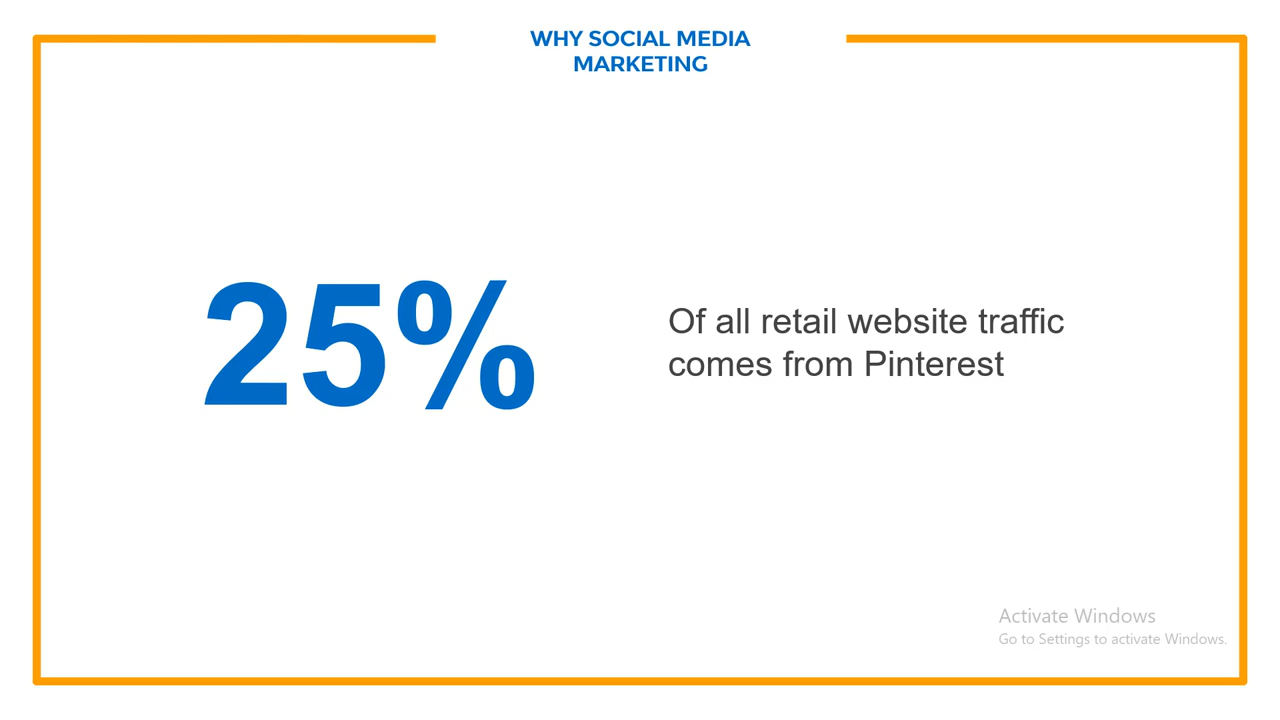 WHY SOCIAL MEDIA
MARKETING
25%
Of all retail website traffic
comes from Pinterest
Activate Windows
Go to Settings to activate Windows.